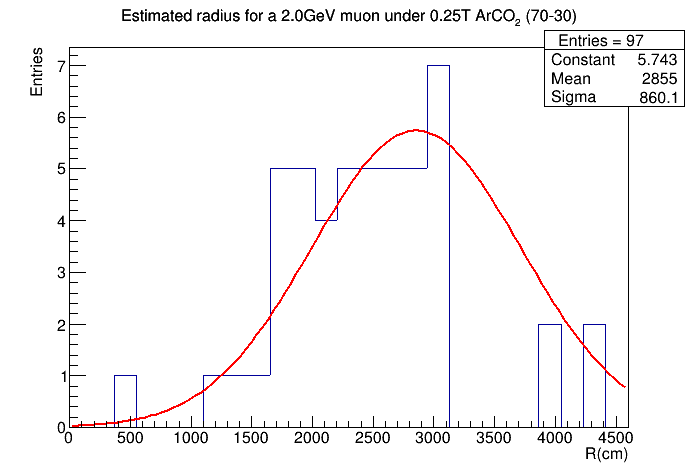 Estimated radius for a 2.0GeV muon under 0.25T ArCO2 (70-30)
Entries = 97
Constant 5.743
Mean 2855
Sigma 860.1
Entries
7
6
5
4
3
2
1
0
0 500 1000 1500 2000 2500 3000 3500 4000 4500
R(cm)